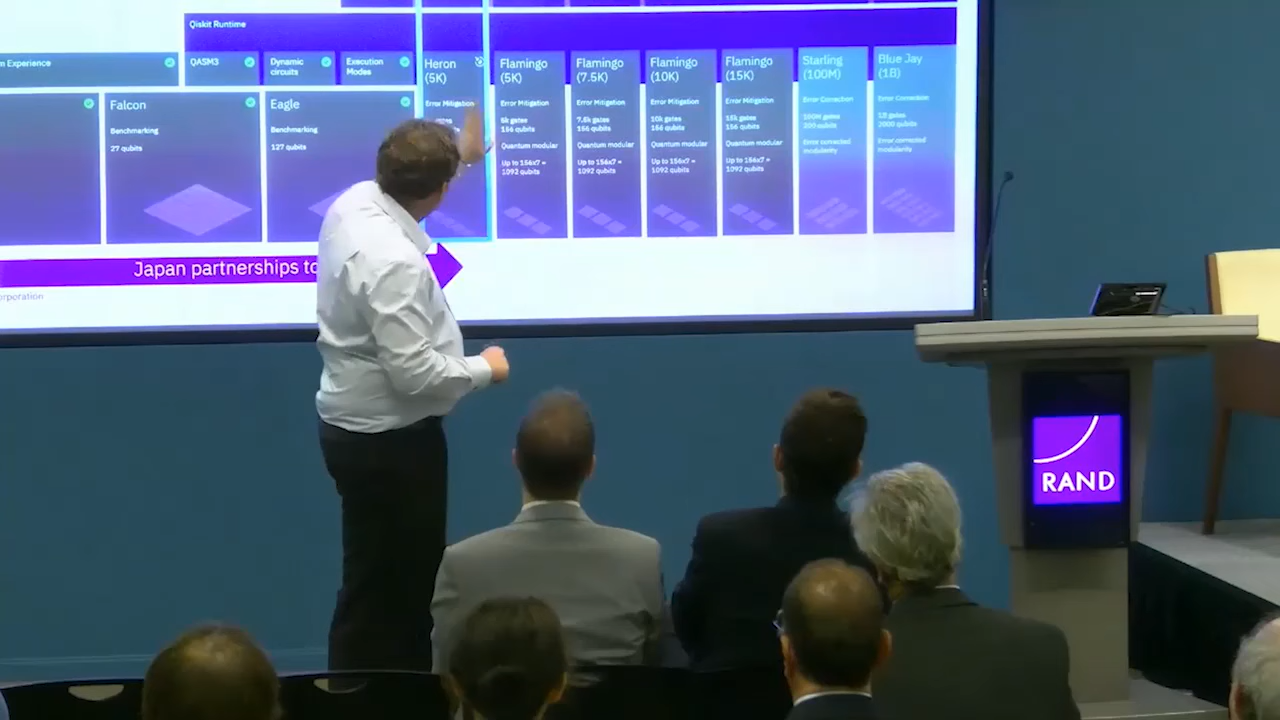 Qiskit Runtime
m Experience
QASM3
Dynamic
circuits
Execution
Modes
Heron
(5K)
Error Mitigation
Flamingo
(5K)
Error Mitigation
5k gates
156 qubits
Quantum modular
Up to 156x7 =
1092 qubits
Flamingo
(7.5K)
Error Mitigation
7.5k gates
156 qubits
Quantum modular
Up to 156x7 =
1092 qubits
Flamingo
(10K)
Error Mitigation
10k gates
156 qubits
Quantum modular
Up to 156x7 =
1092 qubits
Flamingo
(15K)
Error Mitigation
15k gates
156 qubits
Quantum modular
Up to 156x7 =
1092 qubits
Starling
(100M)
Error Correction
100M gates
200 qubits
Error corrected
modularity
Blue Jay
(1B)
Error Correction
1B gates
2000 qubits
Error corrected
modularity
Falcon
Benchmarking
27 qubits
Eagle
Benchmarking
127 qubits
Japan partnerships to
orporation
RAND